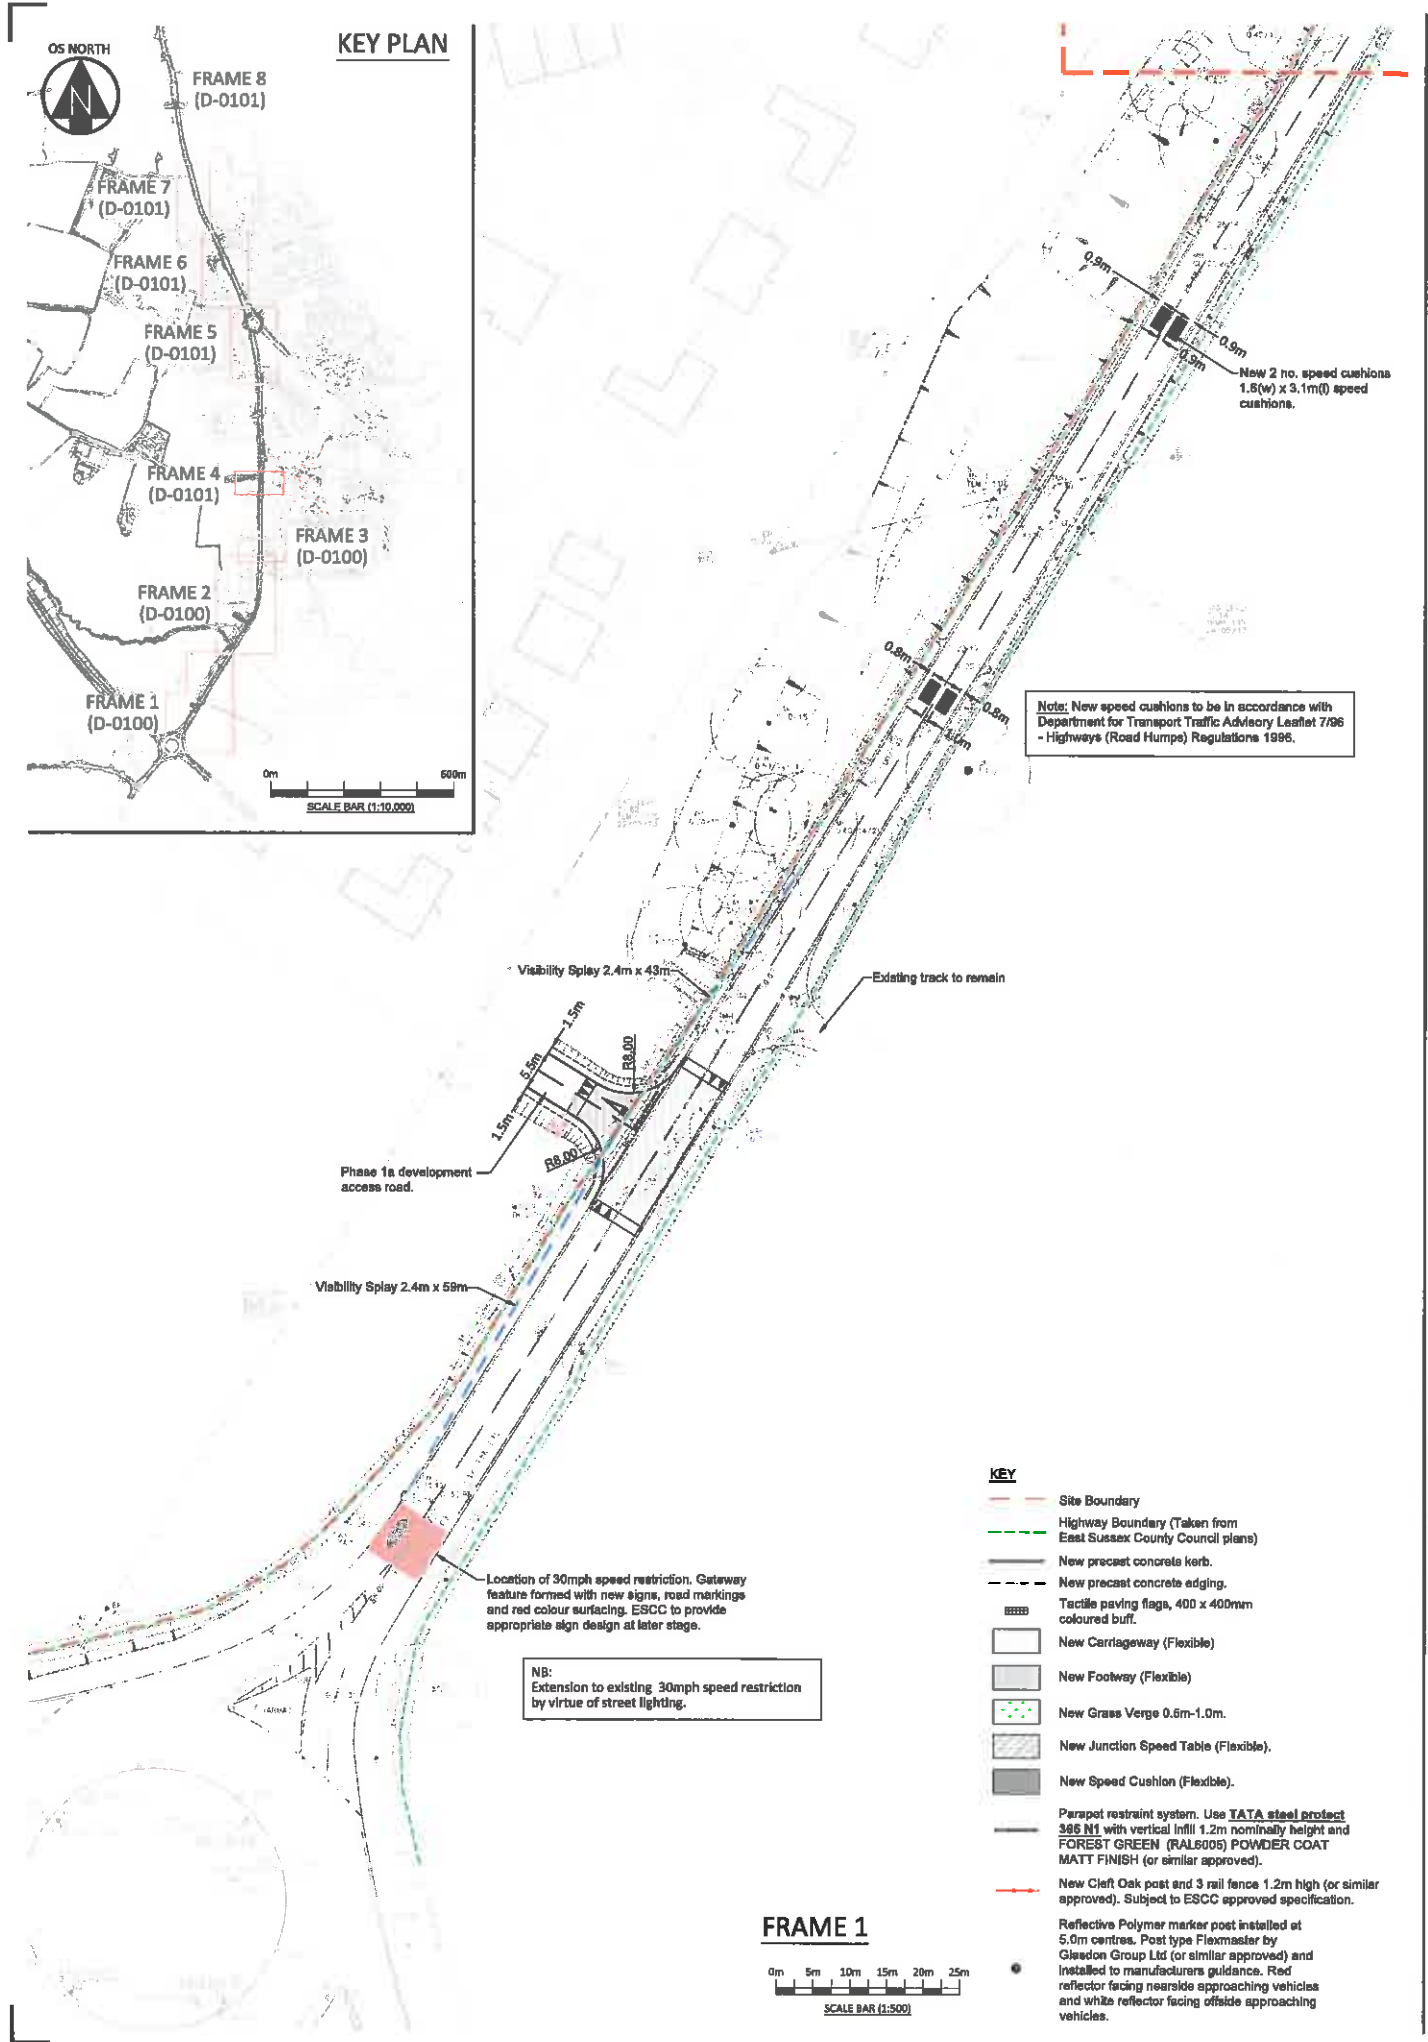 OS NORTH
N
KEY PLAN
FRAME 8
(D-0101)
FRAME 7
(D-0101)
FRAME 6
(D-0101)
FRAME 5
(D-0101)
FRAME 4
(D-0101)
FRAME 3
(D-0100)
FRAME 2
(D-0100)
FRAME 1
(D-0100)
0m
500m
SCALE BAR (1:10,000)
0.9m
0.9m
0.9m
New 2 no. speed cushions
1.6(w) x 3.1m(l) speed
cushions.
0.8m
0.8m
1.0m
Note: New speed cushions to be in accordance with
Department for Transport Traffic Advisory Leaflet 7/96
- Highways (Road Humps) Regulations 1996.
Visibility Splay 2.4m x 43m
Existing track to remain
1.5m
5.5m
1.5m
R8.00
R8.00
Phase 1a development
access road.
Visibility Splay 2.4m x 59m
Location of 30mph speed restriction. Gateway
feature formed with new signs, road markings
and red colour surfacing. ESCC to provide
appropriate sign design at later stage.
NB:
Extension to existing 30mph speed restriction
by virtue of street lighting.
KEY
Site Boundary
Highway Boundary (Taken from
East Sussex County Council plans)
New precast concrete kerb.
New precast concrete edging.
Tactile paving flags, 400 x 400mm
coloured buff.
New Carriageway (Flexible)
New Footway (Flexible)
New Grass Verge 0.5m-1.0m.
New Junction Speed Table (Flexible).
New Speed Cushion (Flexible).
Parapet restraint system. Use TATA steel protect
365 N1 with vertical infill 1.2m nominally height and
FOREST GREEN (RAL6005) POWDER COAT
MATT FINISH (or similar approved).
New Cleft Oak post and 3 rail fence 1.2m high (or similar
approved). Subject to ESCC approved specification.
Reflective Polymer marker post installed at
5.0m centres. Post type Flexmaster by
Glasdon Group Ltd (or similar approved) and
installed to manufacturers guidance. Red
reflector facing nearside approaching vehicles
and white reflector facing offside approaching
vehicles.
FRAME 1
0m 5m 10m 15m 20m 25m
SCALE BAR (1:500)